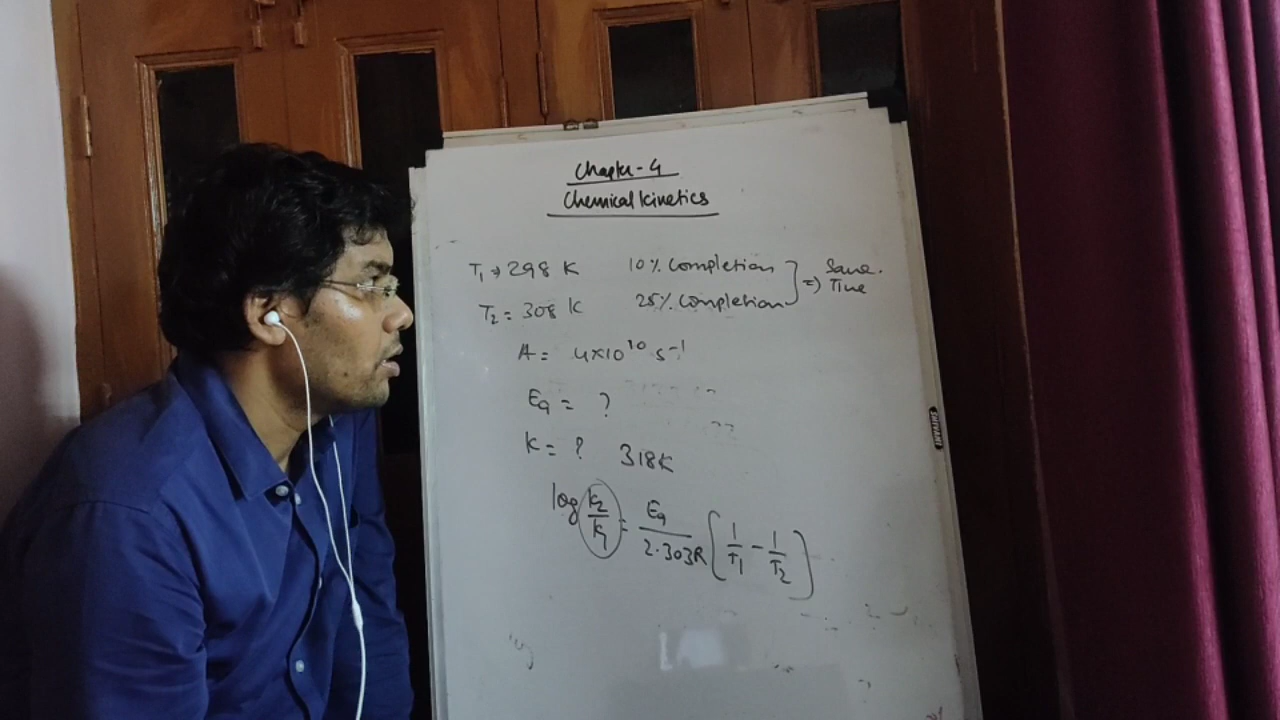 Chapter-4
Chemical Kinetics
T₁ → 298 K 10% Completion
T₂ = 308 K 25% Completion } ⇒ Same Time
A = 4×10¹⁰ s⁻¹
Ea = ?
K = ? 318K
log K₂/K₁ = Ea/2.303R [1/T₁ - 1/T₂]